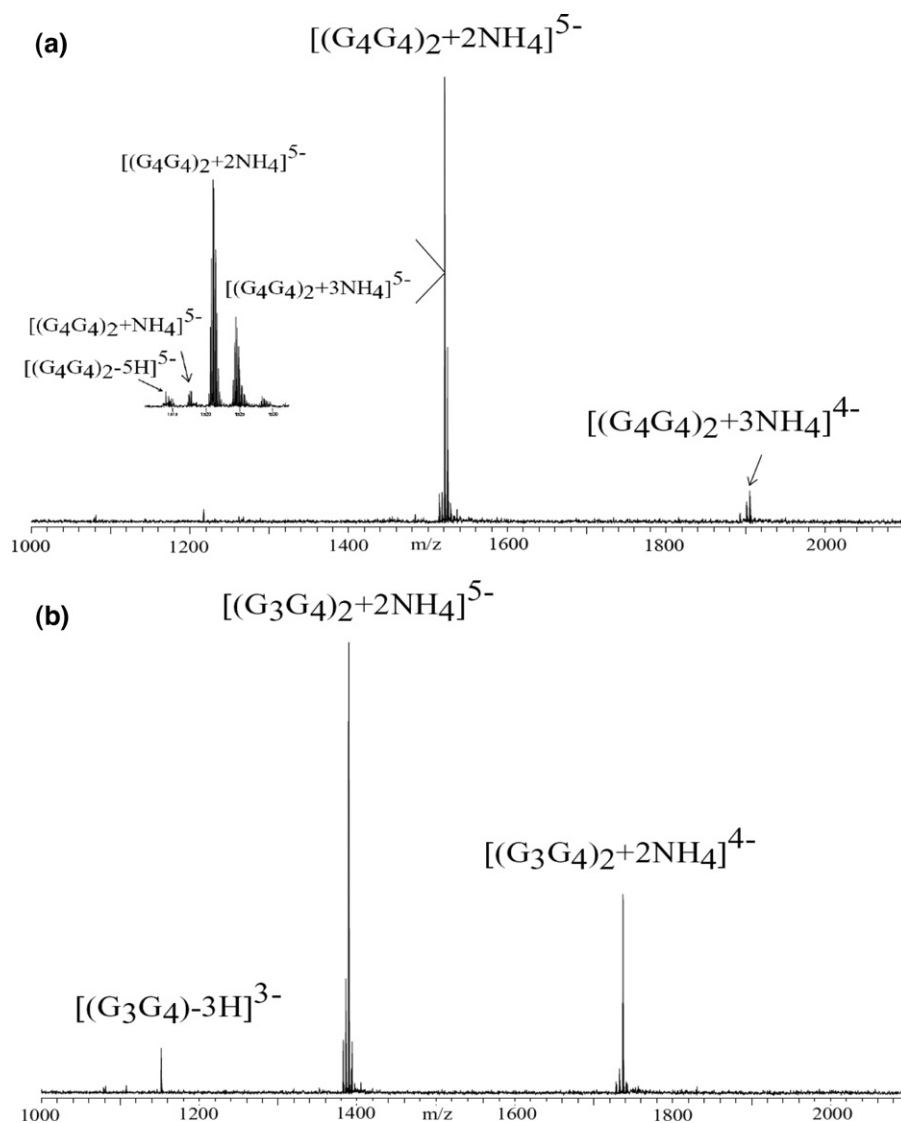 (a)
[(G₄G₄)₂+2NH₄]⁵⁻
[(G₄G₄)₂+2NH₄]⁵⁻
[(G₄G₄)₂+3NH₄]⁵⁻
[(G₄G₄)₂+NH₄]⁵⁻
[(G₄G₄)₂-5H]⁵⁻
[(G₄G₄)₂+3NH₄]⁴⁻
1000 1200 1400 m/z 1600 1800 2000
(b)
[(G₃G₄)₂+2NH₄]⁵⁻
[(G₃G₄)₂+2NH₄]⁴⁻
[(G₃G₄)-3H]³⁻
1000 1200 1400 m/z 1600 1800 2000